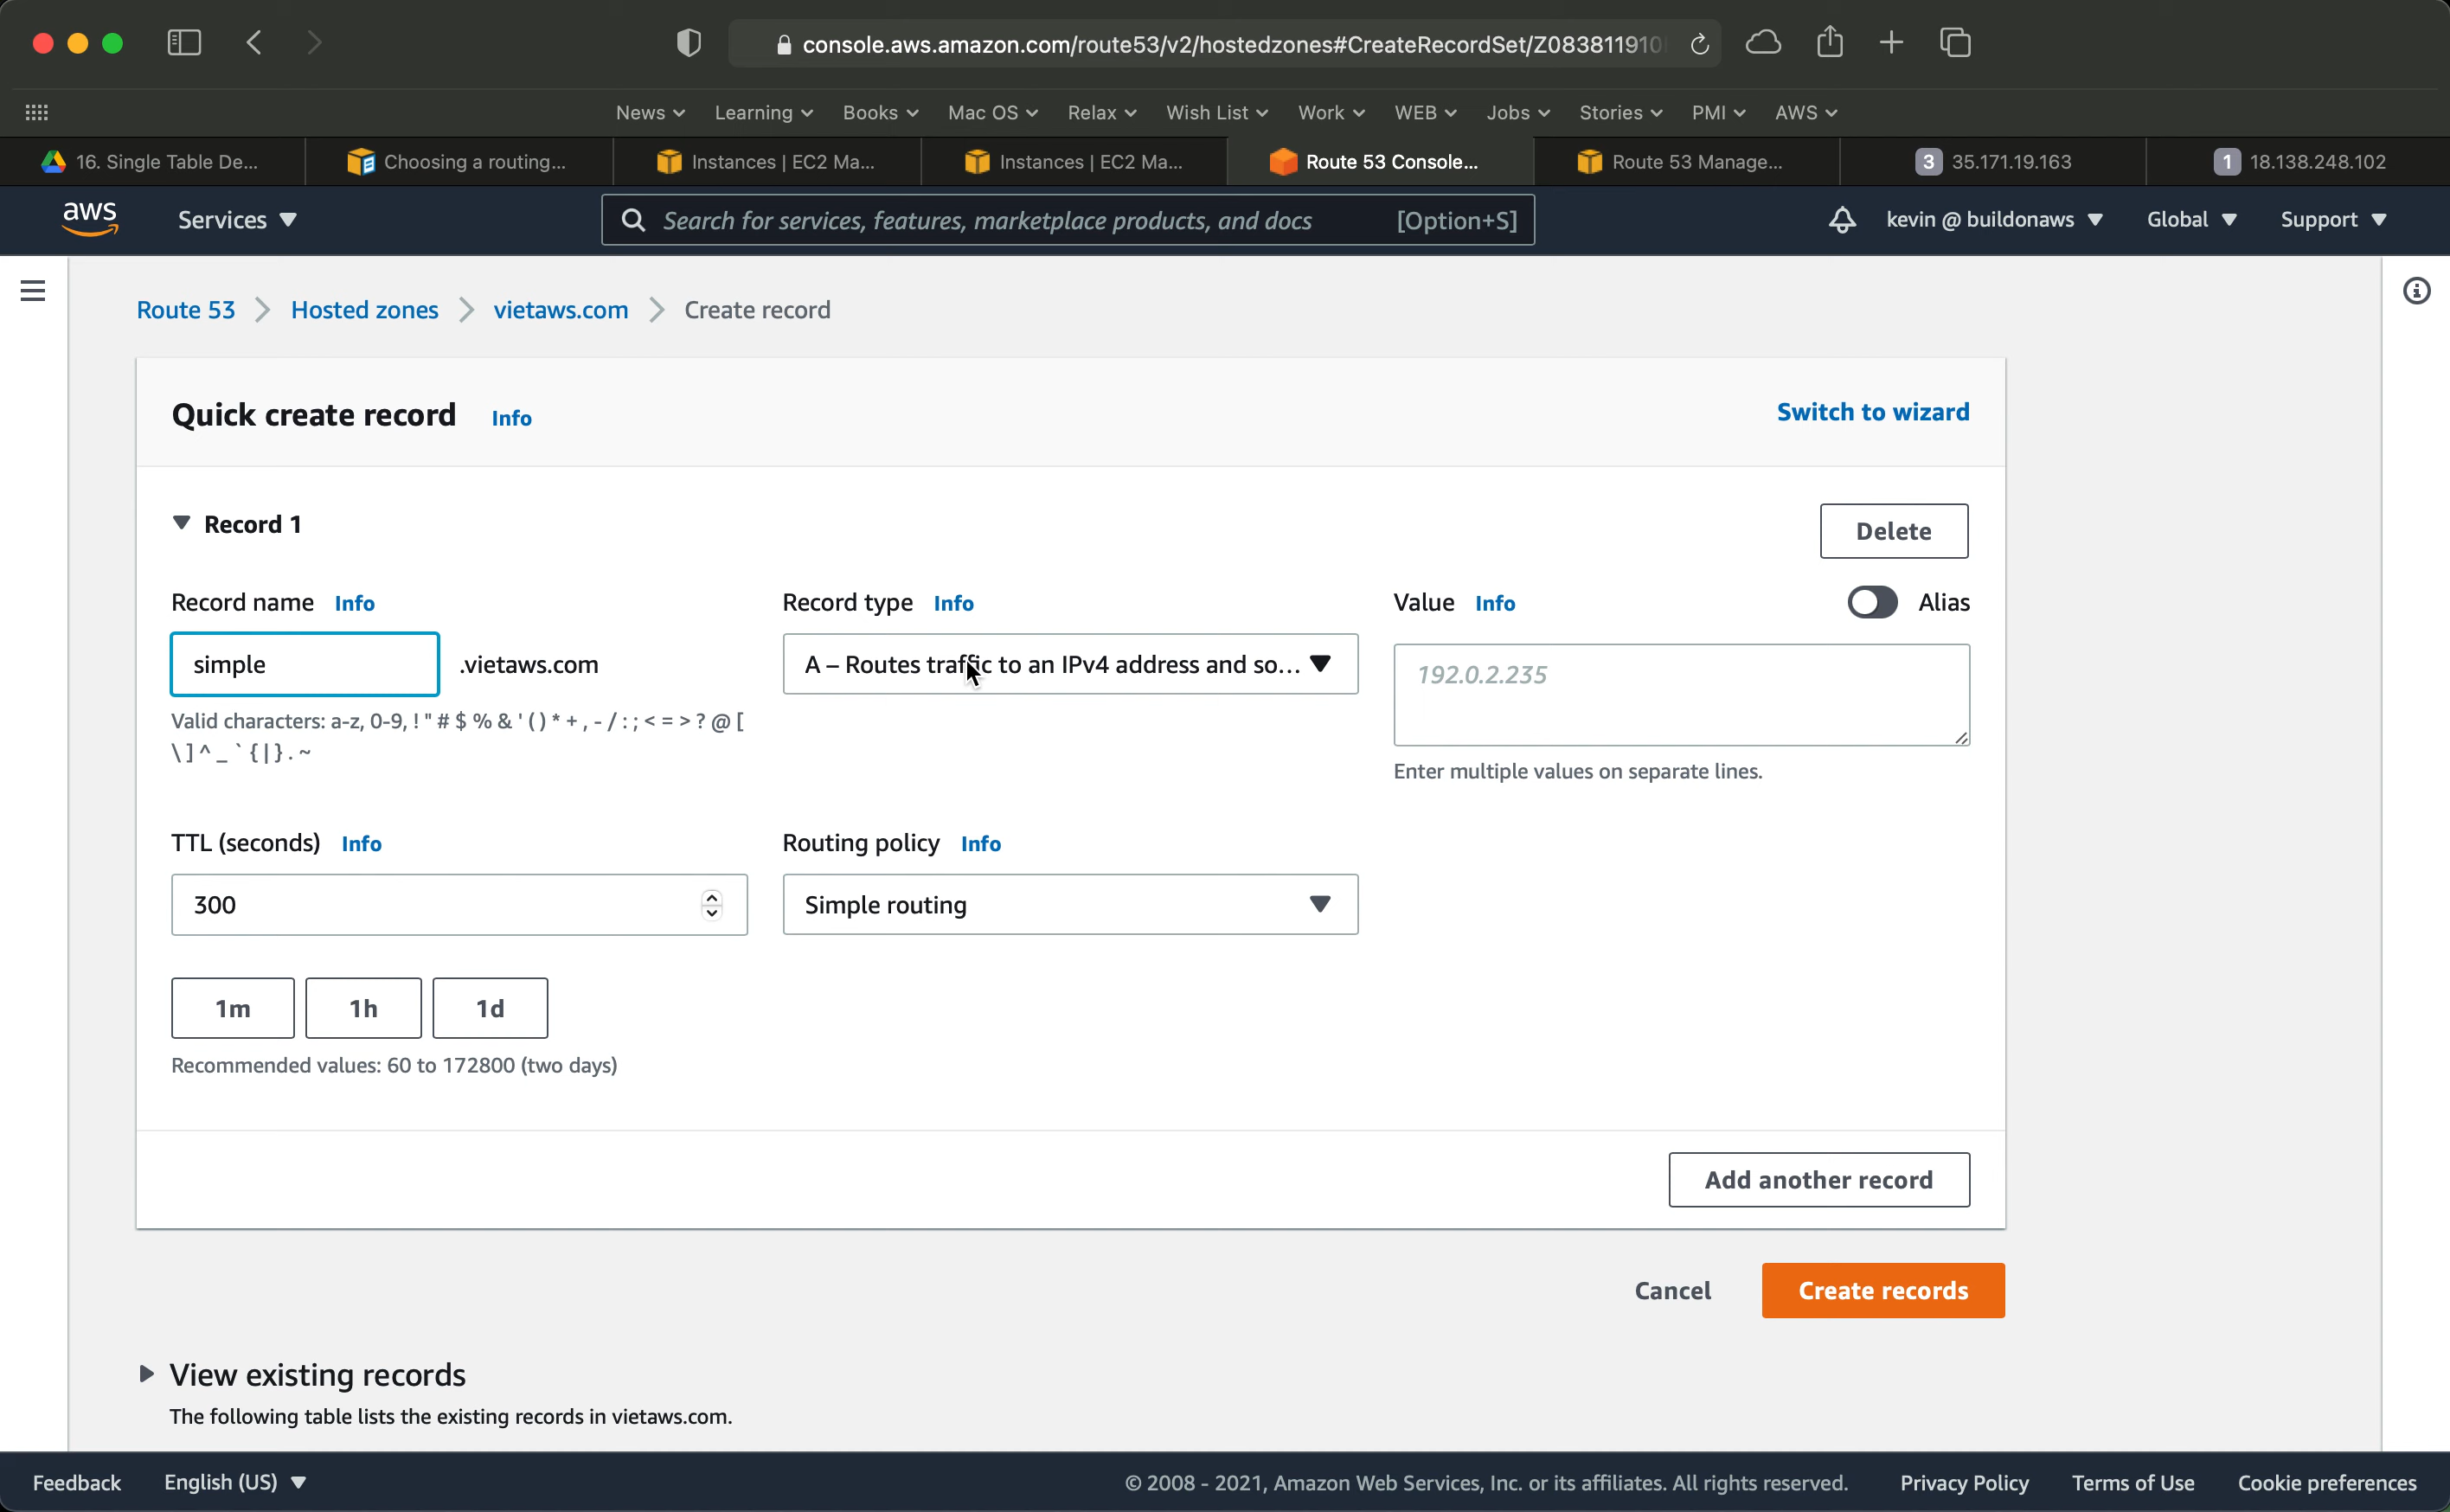 console.aws.amazon.com/route53/v2/hostedzones#CreateRecordSet/Z083811910
News Learning Books Mac OS Relax Wish List Work WEB Jobs Stories PMI AWS
16. Single Table De... Choosing a routing... Instances | EC2 Ma... Instances | EC2 Ma... Route 53 Console... Route 53 Manage... 3 35.171.19.163 1 18.138.248.102
aws Services Search for services, features, marketplace products, and docs [Option+S] kevin @ buildonaws Global Support
Route 53 Hosted zones vietaws.com Create record
Quick create record Info Switch to wizard
Record 1 Delete
Record name Info Record type Info Value Info Alias
simple .vietaws.com A – Routes traffic to an IPv4 address and so... 192.0.2.235
Valid characters: a-z, 0-9, ! " # $ % & ' ( ) * + , - / : ; < = > ? @ [
\ ] ^ _ ` { | } . ~
Enter multiple values on separate lines.
TTL (seconds) Info Routing policy Info
300 Simple routing
1m 1h 1d
Recommended values: 60 to 172800 (two days)
Add another record
Cancel Create records
View existing records
The following table lists the existing records in vietaws.com.
Feedback English (US) © 2008 - 2021, Amazon Web Services, Inc. or its affiliates. All rights reserved. Privacy Policy Terms of Use Cookie preferences